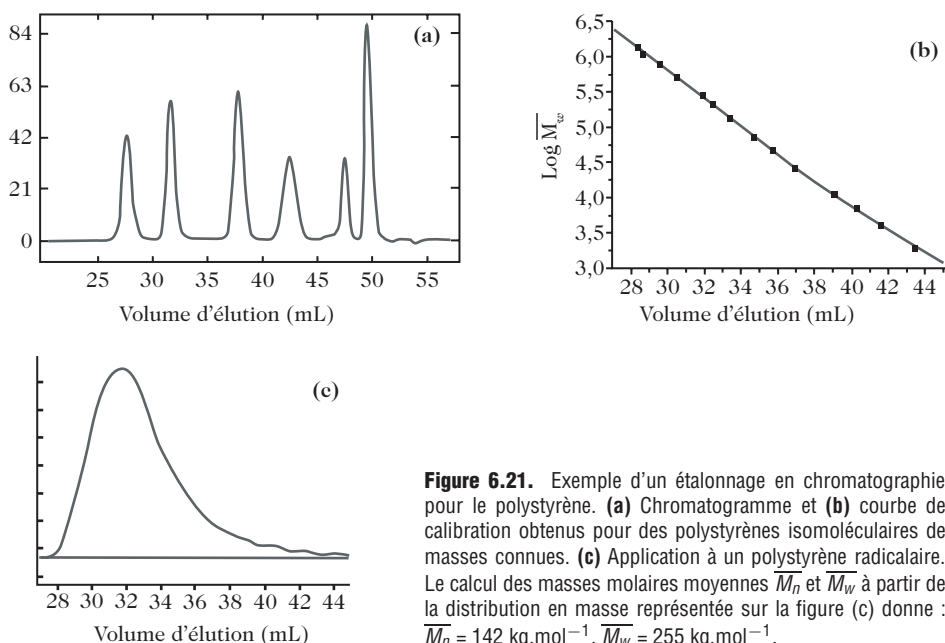 (a)
84
63
42
21
0
25 30 35 40 45 50 55
Volume d'élution (mL)
(b)
6,5
6,0
5,5
5,0
4,5
4,0
3,5
3,0
Log M̅w
28 30 32 34 36 38 40 42 44
Volume d'élution (mL)
(c)
28 30 32 34 36 38 40 42 44
Volume d'élution (mL)
Figure 6.21. Exemple d'un étalonnage en chromatographie
pour le polystyrène. (a) Chromatogramme et (b) courbe de
calibration obtenus pour des polystyrènes isomoléculaires de
masses connues. (c) Application à un polystyrène radicalaire.
Le calcul des masses molaires moyennes M̅n et M̅w à partir de
la distribution en masse représentée sur la figure (c) donne :
M̅n = 142 kg.mol−1, M̅w = 255 kg.mol−1.